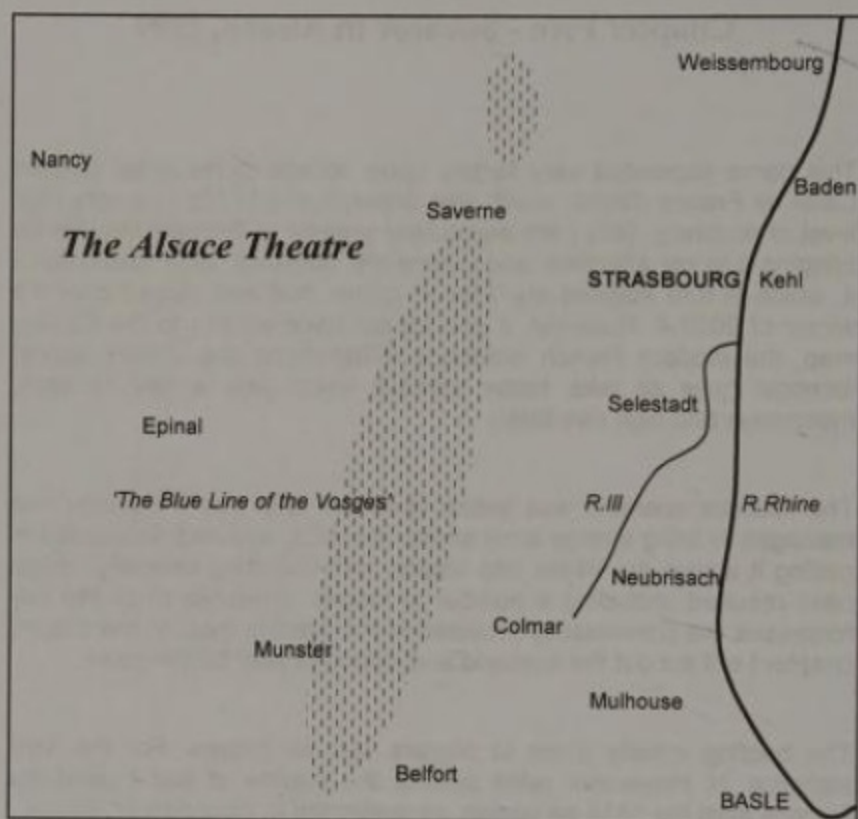 Weissembourg
Nancy
Baden
Saverne
The Alsace Theatre
STRASBOURG Kehl
Selestadt
Epinal
'The Blue Line of the Vosges'
R.Ill R.Rhine
Neubrisach
Colmar
Munster
Mulhouse
Belfort
BASLE